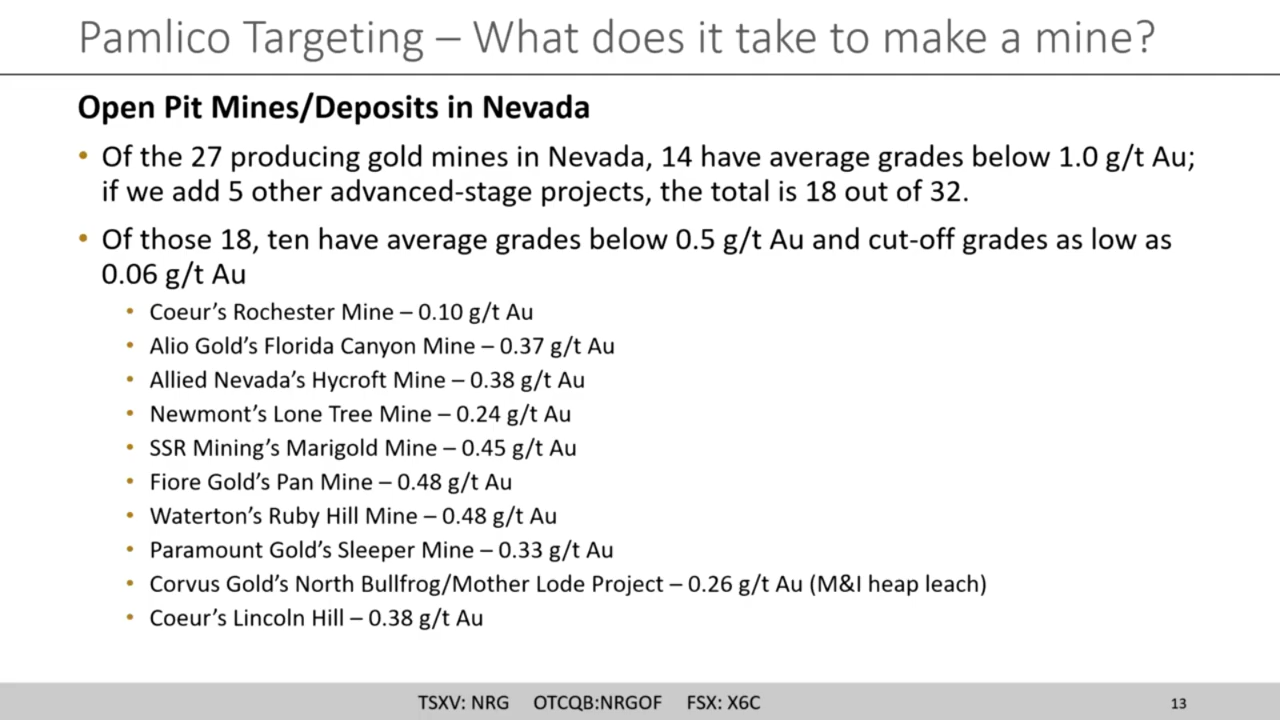 Pamlico Targeting – What does it take to make a mine?
Open Pit Mines/Deposits in Nevada
• Of the 27 producing gold mines in Nevada, 14 have average grades below 1.0 g/t Au;
if we add 5 other advanced-stage projects, the total is 18 out of 32.
• Of those 18, ten have average grades below 0.5 g/t Au and cut-off grades as low as
0.06 g/t Au
• Coeur’s Rochester Mine – 0.10 g/t Au
• Alio Gold’s Florida Canyon Mine – 0.37 g/t Au
• Allied Nevada’s Hycroft Mine – 0.38 g/t Au
• Newmont’s Lone Tree Mine – 0.24 g/t Au
• SSR Mining’s Marigold Mine – 0.45 g/t Au
• Fiore Gold’s Pan Mine – 0.48 g/t Au
• Waterton’s Ruby Hill Mine – 0.48 g/t Au
• Paramount Gold’s Sleeper Mine – 0.33 g/t Au
• Corvus Gold’s North Bullfrog/Mother Lode Project – 0.26 g/t Au (M&I heap leach)
• Coeur’s Lincoln Hill – 0.38 g/t Au
TSXV: NRG OTCQB:NRGOF FSX: X6C 13